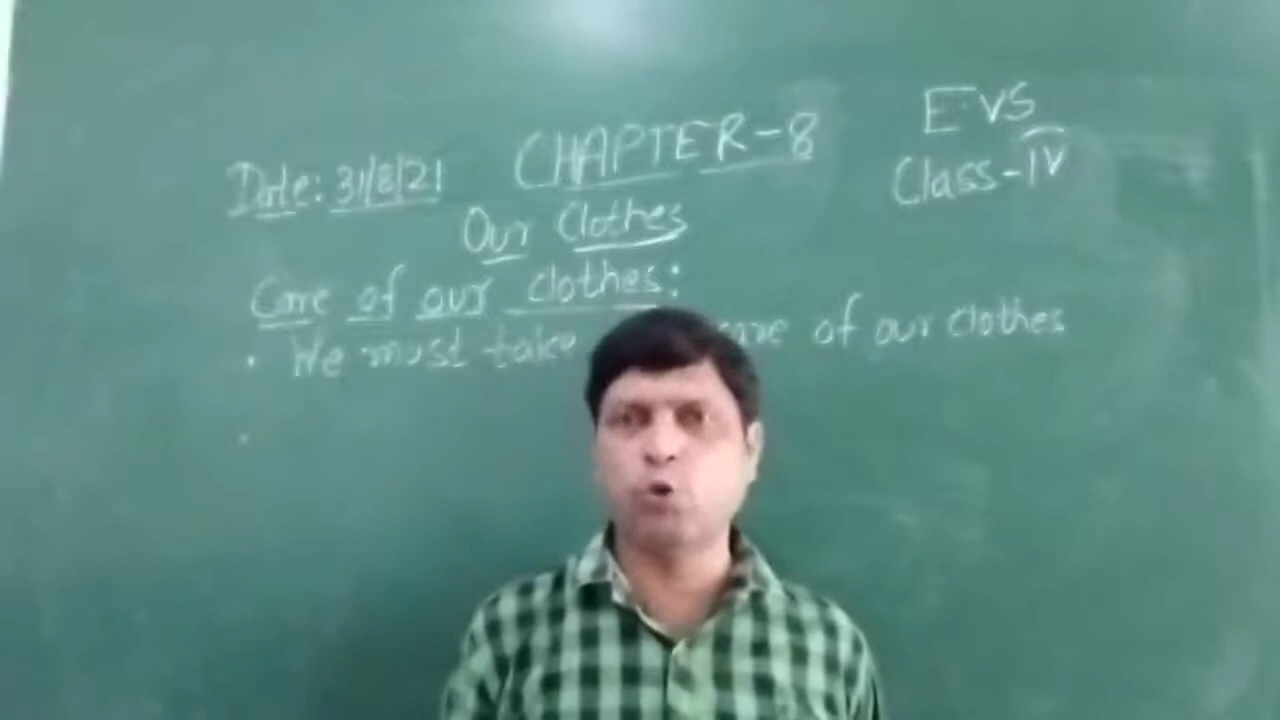 EVS
Date: 31/8/21 CHAPTER-8 Class-IV
Our Clothes
Care of our clothes:
· We must take care of our clothes
·